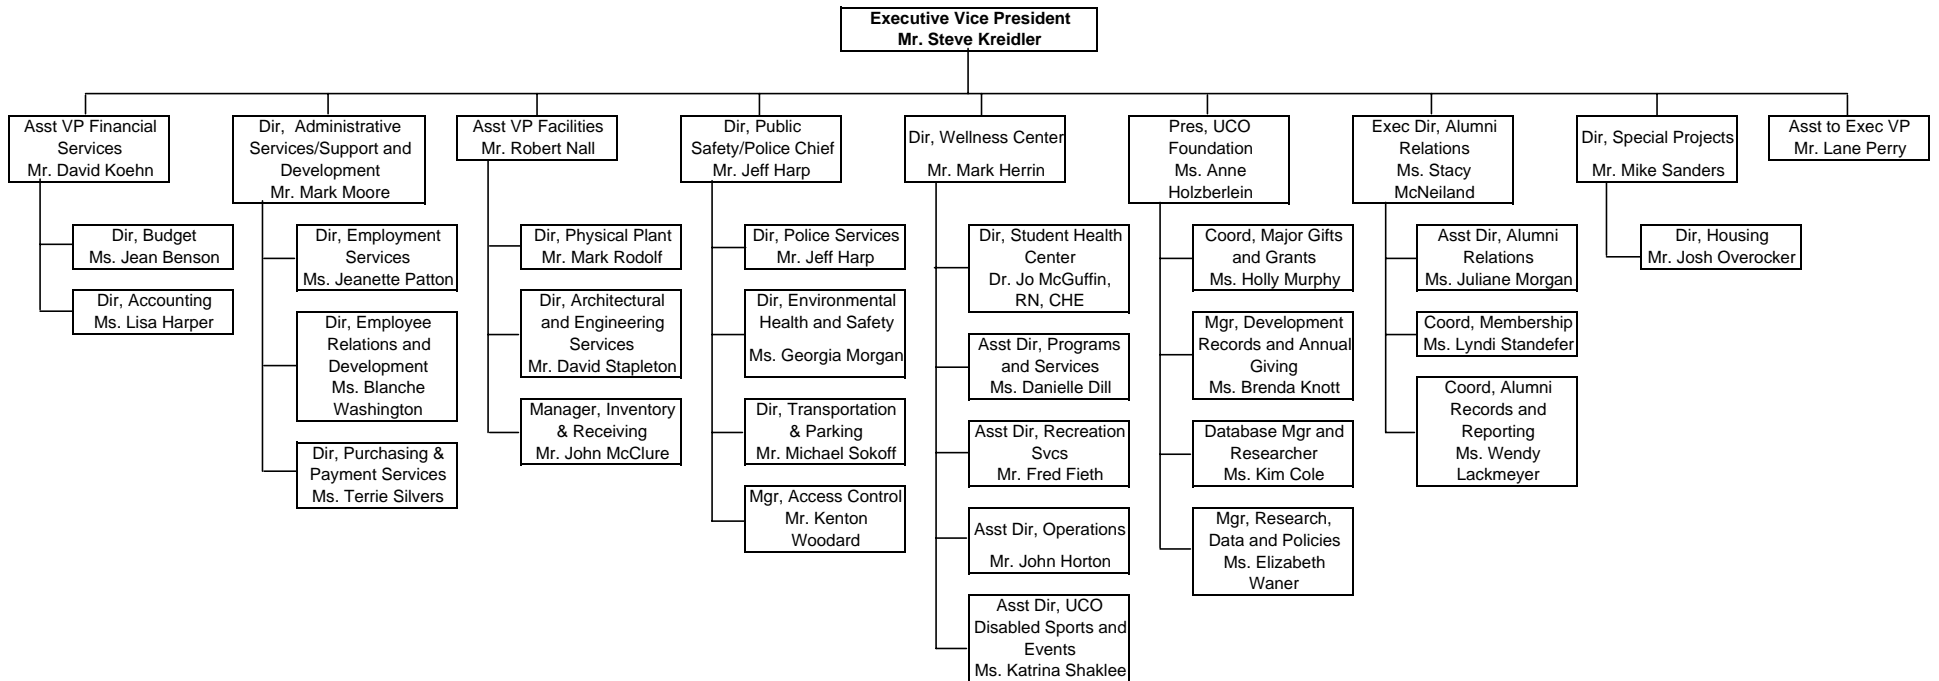 Executive Vice President
Mr. Steve Kreidler
Asst VP Financial
Services
Mr. David Koehn
Dir, Budget
Ms. Jean Benson
Dir, Accounting
Ms. Lisa Harper
Dir, Administrative
Services/Support and
Development
Mr. Mark Moore
Dir, Employment
Services
Ms. Jeanette Patton
Dir, Employee
Relations and
Development
Ms. Blanche
Washington
Dir, Purchasing &
Payment Services
Ms. Terrie Silvers
Asst VP Facilities
Mr. Robert Nall
Dir, Physical Plant
Mr. Mark Rodolf
Dir, Architectural
and Engineering
Services
Mr. David Stapleton
Manager, Inventory
& Receiving
Mr. John McClure
Dir, Public
Safety/Police Chief
Mr. Jeff Harp
Dir, Police Services
Mr. Jeff Harp
Dir, Environmental
Health and Safety
Ms. Georgia Morgan
Dir, Transportation
& Parking
Mr. Michael Sokoff
Mgr, Access Control
Mr. Kenton
Woodard
Dir, Wellness Center
Mr. Mark Herrin
Dir, Student Health
Center
Dr. Jo McGuffin,
RN, CHE
Asst Dir, Programs
and Services
Ms. Danielle Dill
Asst Dir, Recreation
Svcs
Mr. Fred Fieth
Asst Dir, Operations
Mr. John Horton
Asst Dir, UCO
Disabled Sports and
Events
Ms. Katrina Shaklee
Pres, UCO
Foundation
Ms. Anne
Holzberlein
Coord, Major Gifts
and Grants
Ms. Holly Murphy
Mgr, Development
Records and Annual
Giving
Ms. Brenda Knott
Database Mgr and
Researcher
Ms. Kim Cole
Mgr, Research,
Data and Policies
Ms. Elizabeth
Waner
Exec Dir, Alumni
Relations
Ms. Stacy
McNeiland
Asst Dir, Alumni
Relations
Ms. Juliane Morgan
Coord, Membership
Ms. Lyndi Standefer
Coord, Alumni
Records and
Reporting
Ms. Wendy
Lackmeyer
Dir, Special Projects
Mr. Mike Sanders
Dir, Housing
Mr. Josh Overocker
Asst to Exec VP
Mr. Lane Perry